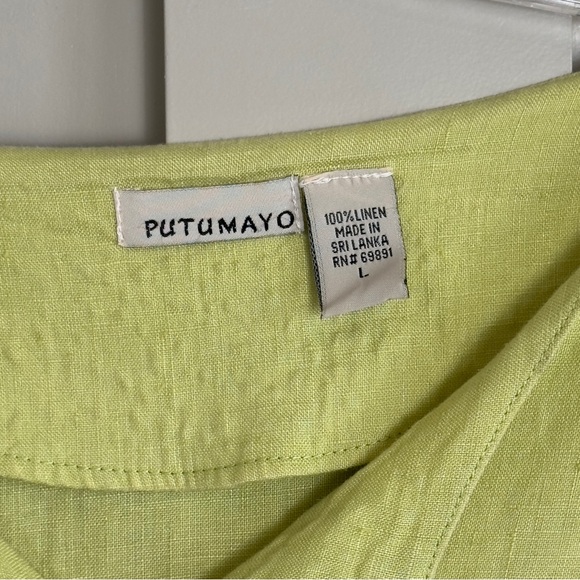 PUTUMAYO
100% LINEN
MADE IN
SRI LANKA
RN# 69891
L